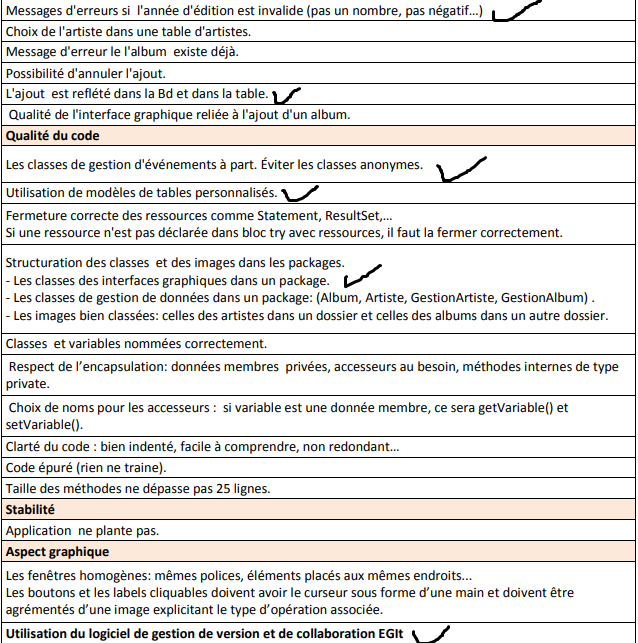 Messages d'erreurs si l'année d'édition est invalide (pas un nombre, pas négatif…)
Choix de l'artiste dans une table d'artistes.
Message d'erreur le l'album existe déjà.
Possibilité d'annuler l'ajout.
L'ajout est reflété dans la Bd et dans la table.
Qualité de l'interface graphique reliée à l'ajout d'un album.
Qualité du code
Les classes de gestion d'événements à part. Éviter les classes anonymes.
Utilisation de modèles de tables personnalisés.
Fermeture correcte des ressources comme Statement, ResultSet,…
Si une ressource n'est pas déclarée dans bloc try avec ressources, il faut la fermer correctement.
Structuration des classes et des images dans les packages.
- Les classes des interfaces graphiques dans un package.
- Les classes de gestion de données dans un package: (Album, Artiste, GestionArtiste, GestionAlbum) .
- Les images bien classées: celles des artistes dans un dossier et celles des albums dans un autre dossier.
Classes et variables nommées correctement.
Respect de l'encapsulation: données membres privées, accesseurs au besoin, méthodes internes de type
private.
Choix de noms pour les accesseurs : si variable est une donnée membre, ce sera getVariable() et
setVariable().
Clarté du code : bien indenté, facile à comprendre, non redondant…
Code épuré (rien ne traine).
Taille des méthodes ne dépasse pas 25 lignes.
Stabilité
Application ne plante pas.
Aspect graphique
Les fenêtres homogènes: mêmes polices, éléments placés aux mêmes endroits...
Les boutons et les labels cliquables doivent avoir le curseur sous forme d'une main et doivent être
agrémentés d'une image explicitant le type d'opération associée.
Utilisation du logiciel de gestion de version et de collaboration EGIt